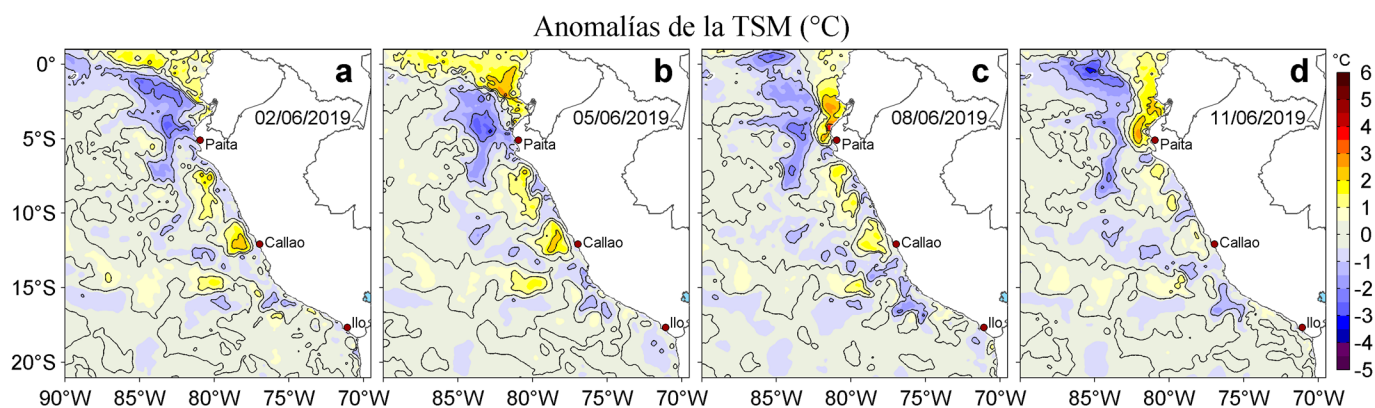 Anomalías de la TSM (°C)
a
b
c
d
°C
02/06/2019
05/06/2019
08/06/2019
11/06/2019
Paita
Paita
Paita
Paita
Callao
Callao
Callao
Callao
Ilo
Ilo
Ilo
Ilo
0°
5°S
10°S
15°S
20°S
90°W 85°W 80°W 75°W 70°W 85°W 80°W 75°W 70°W 85°W 80°W 75°W 70°W 85°W 80°W 75°W 70°W
6
5
4
3
2
1
0
-1
-2
-3
-4
-5